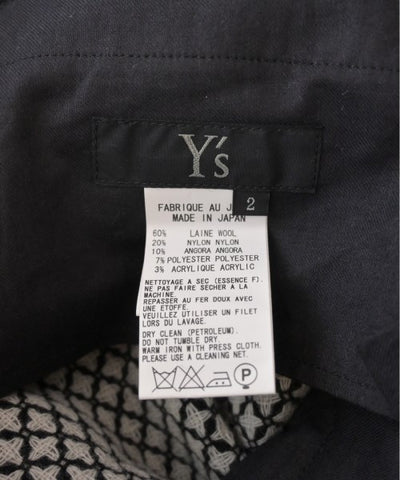 Y's
2
FABRIQUE AU J
MADE IN JAPAN
60% LAINE WOOL
20% NYLON NYLON
10% ANGORA ANGORA
7% POLYESTER POLYESTER
3% ACRYLIQUE ACRYLIC
NETTOYAGE A SEC (ESSENCE F).
NE PAS FAIRE SECHER A LA
MACHINE.
REPASSER AU FER DOUX AVEC
UNE ETOFFE.
VEUILLEZ UTILISER UN FILET
LORS DU LAVAGE.
DRY CLEAN (PETROLEUM).
DO NOT TUMBLE DRY.
WARM IRON WITH PRESS CLOTH.
PLEASE USE A CLEANING NET.
P